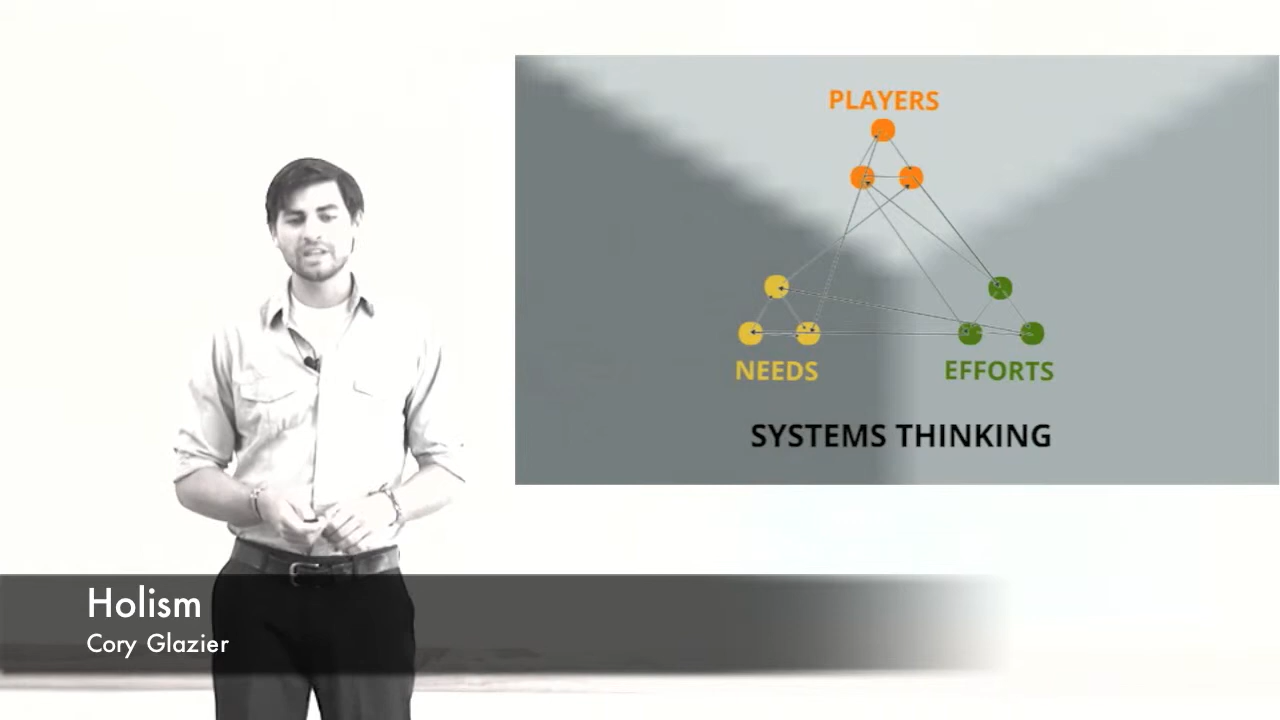 PLAYERS
NEEDS
EFFORTS
SYSTEMS THINKING
Holism
Cory Glazier